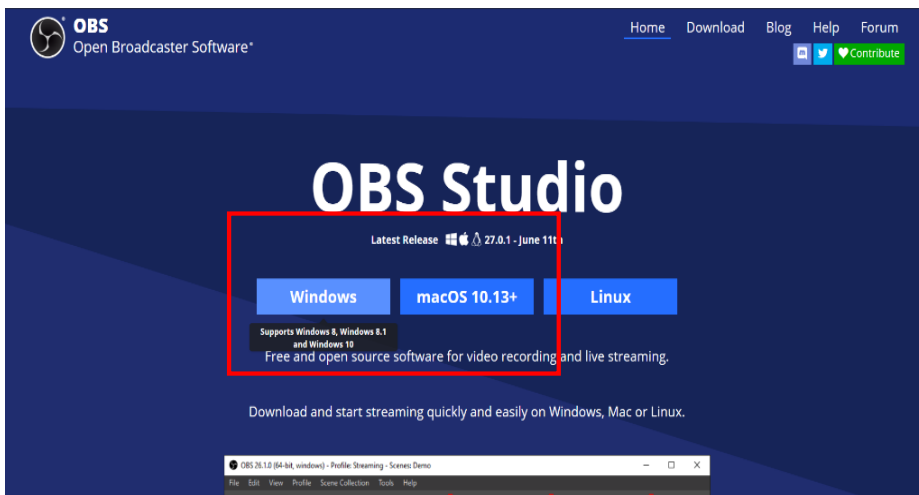 OBS
Open Broadcaster Software
Home Download Blog Help Forum
Contribute
OBS Studio
Latest Release 27.0.1 - June 11th
Windows macOS 10.13+ Linux
Supports Windows 8, Windows 8.1
and Windows 10
Free and open source software for video recording and live streaming.
Download and start streaming quickly and easily on Windows, Mac or Linux.
OBS 26.1.0 (64-bit, windows) - Profile: Streaming - Scenes: Demo
File Edit View Profile Scene Collection Tools Help